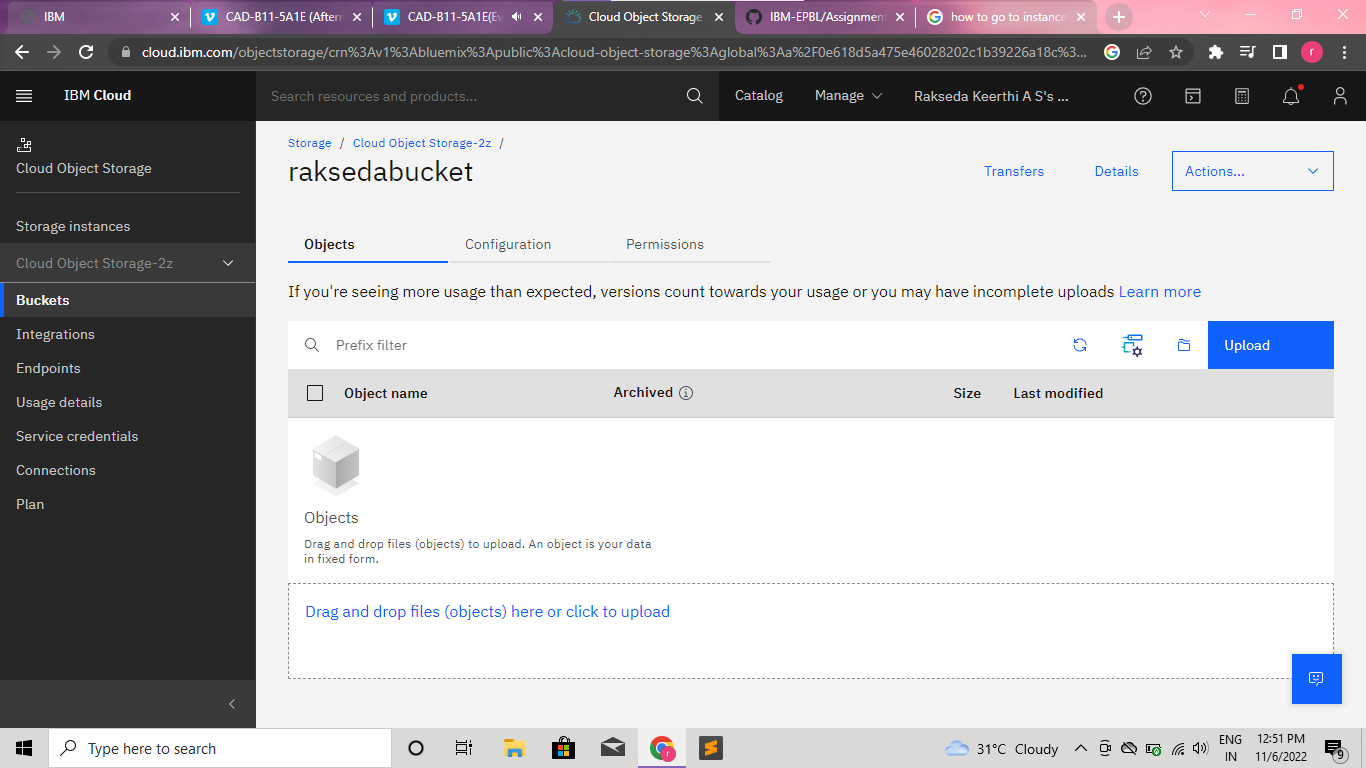 IBM
CAD-B11-5A1E (Aftern
CAD-B11-5A1E(Ev
Cloud Object Storage
IBM-EPBL/Assignment
how to go to instance
cloud.ibm.com/objectstorage/crn%3Av1%3Abluemix%3Apublic%3Acloud-object-storage%3Aglobal%3Aa%2F0e618d5a475e46028202c1b39226a18c%3...
r
IBM Cloud
Search resources and products...
Catalog
Manage
Rakseda Keerthi A S's ...
Cloud Object Storage
Storage instances
Cloud Object Storage-2z
Buckets
Integrations
Endpoints
Usage details
Service credentials
Connections
Plan
Storage / Cloud Object Storage-2z /
raksedabucket
Transfers
Details
Actions...
Objects
Configuration
Permissions
If you're seeing more usage than expected, versions count towards your usage or you may have incomplete uploads Learn more
Prefix filter
Upload
Object name
Archived
Size
Last modified
Objects
Drag and drop files (objects) to upload. An object is your data
in fixed form.
Drag and drop files (objects) here or click to upload
Type here to search
r
S
31°C Cloudy
ENG
IN
12:51 PM
11/6/2022
9